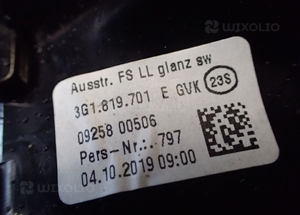 WIXOLIO
Ausstr. FS LL glanz sw
3G1.819.701 E GVK 23S
09258 00506
Pers-Nr.:. 797
04.10.2019 09:00
WIXOLIO
WIXOLIO